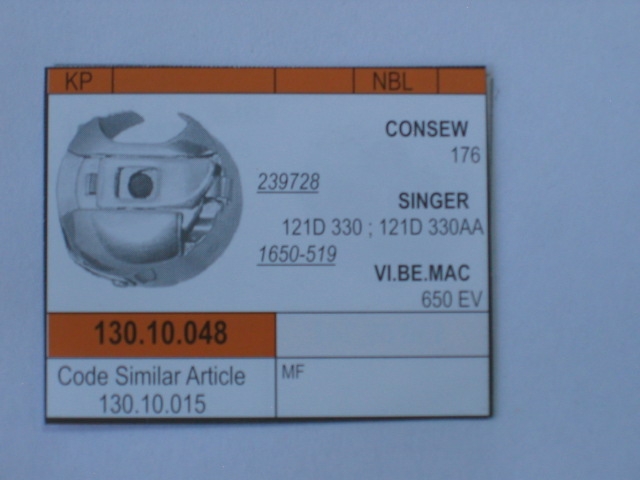 KP NBL
CONSEW
176
239728
SINGER
121D 330 ; 121D 330AA
1650-519
VI.BE.MAC
650 EV
130.10.048
Code Similar Article
130.10.015
MF